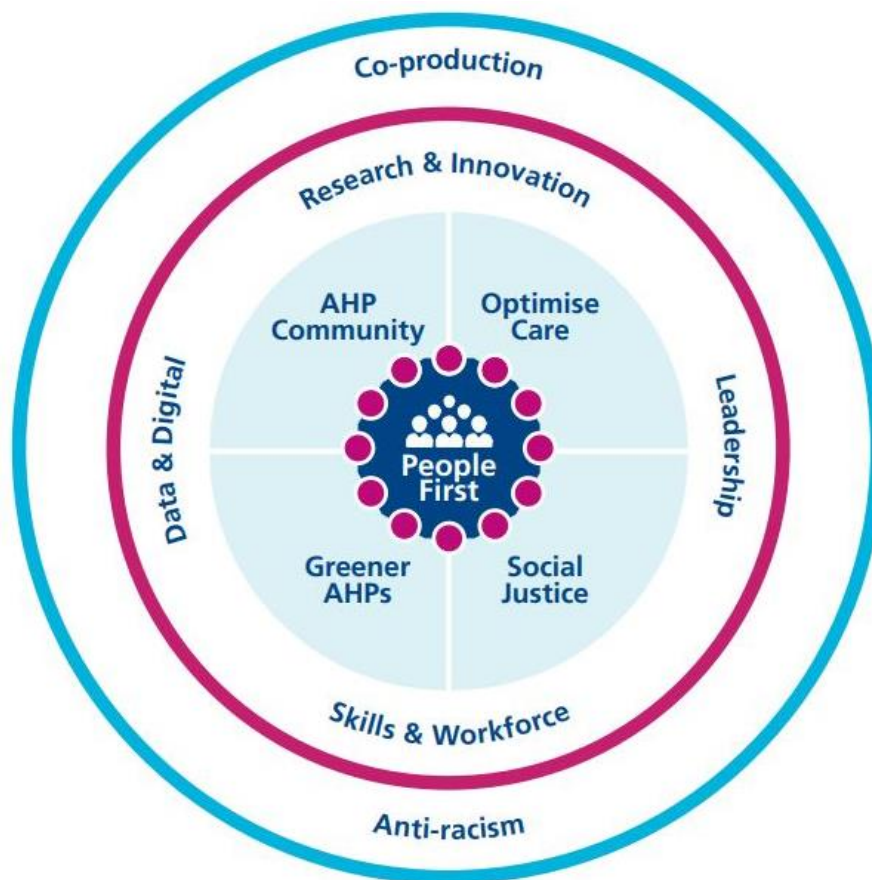 Co-production
Research & Innovation
AHP
Community
Optimise
Care
Data & Digital
People
First
Leadership
Greener
AHPs
Social
Justice
Skills & Workforce
Anti-racism